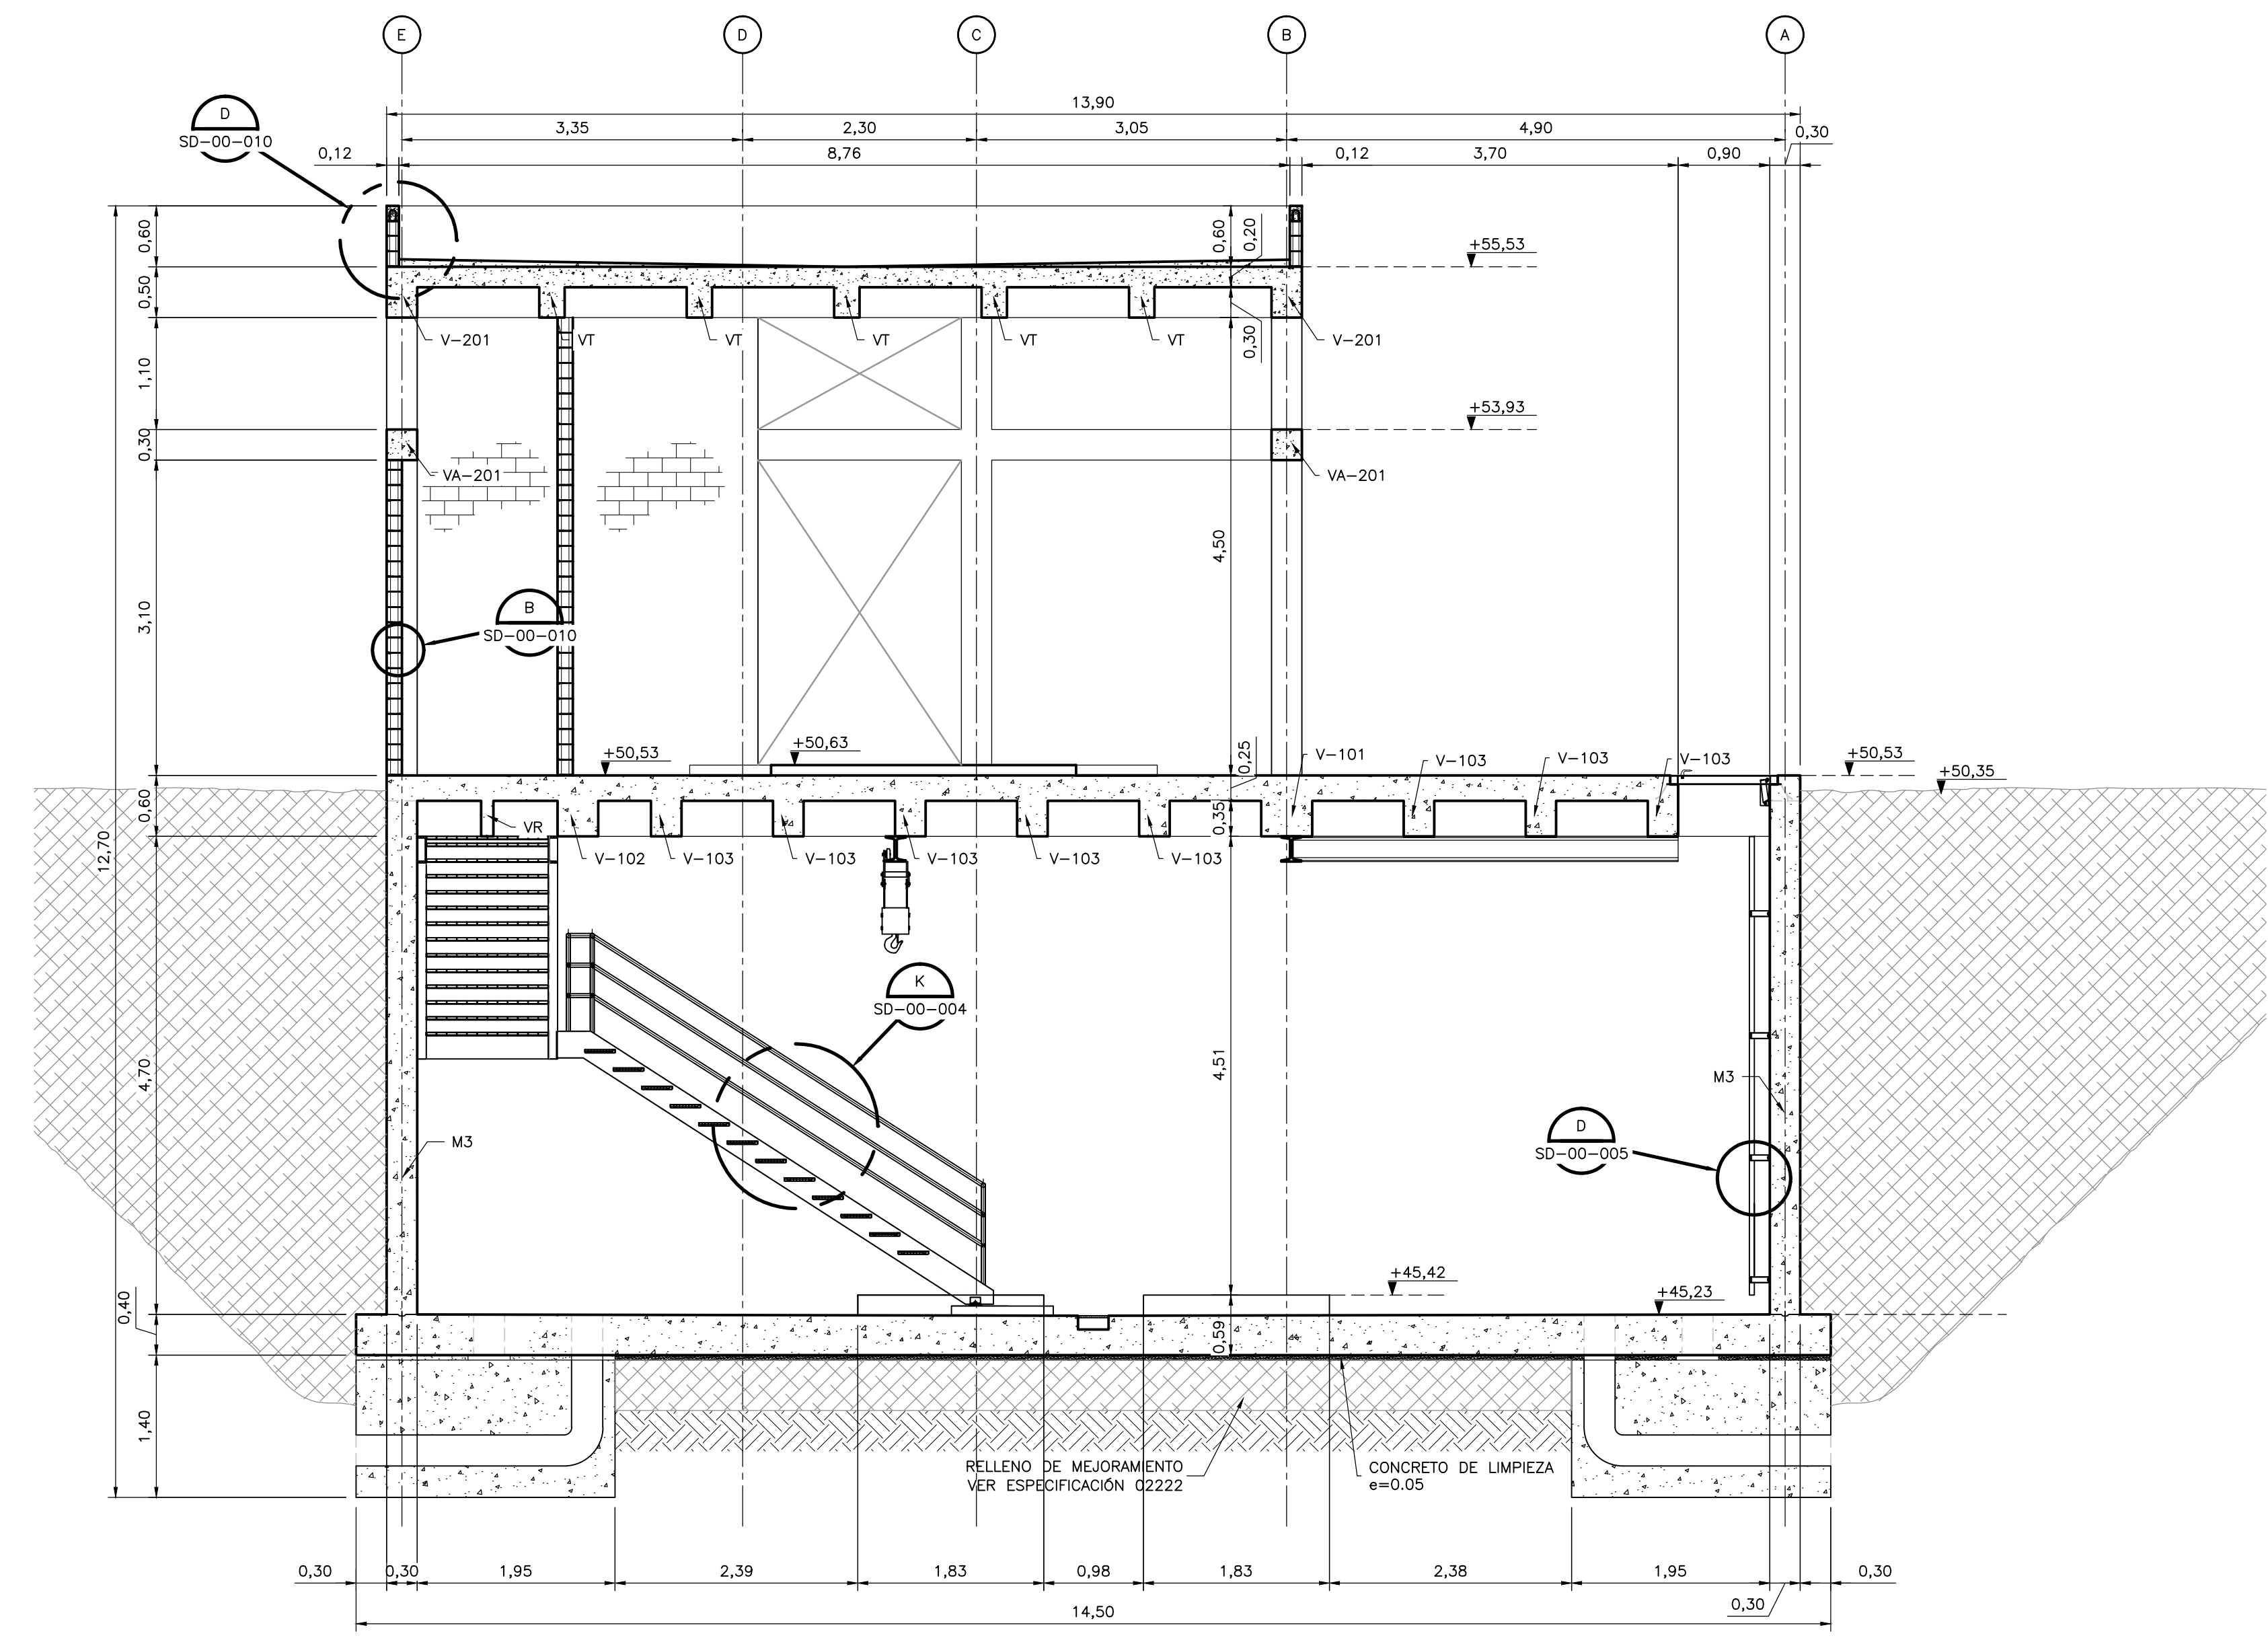 E
D
C
B
A
13,90
D
SD-00-010
3,35
2,30
3,05
4,90
0,30
0,12
8,76
0,12
3,70
0,90
0,60
0,60
0,20
+55,53
0,50
V-201
VT
VT
VT
VT
VT
0,30
V-201
1,10
+53,93
0,30
VA-201
VA-201
4,50
3,10
B
SD-00-010
+50,53
+50,63
0,25
V-101
V-103
V-103
V-103
+50,53
+50,35
0,60
VR
0,35
12,70
V-102
V-103
V-103
V-103
V-103
V-103
K
SD-00-004
4,70
4,51
M3
M3
D
SD-00-005
+45,42
+45,23
0,40
0,59
1,40
RELLENO DE MEJORAMIENTO
VER ESPECIFICACIÓN 02222
CONCRETO DE LIMPIEZA
e=0.05
0,30
0,30
1,95
2,39
1,83
0,98
1,83
2,38
1,95
0,30
0,30
14,50